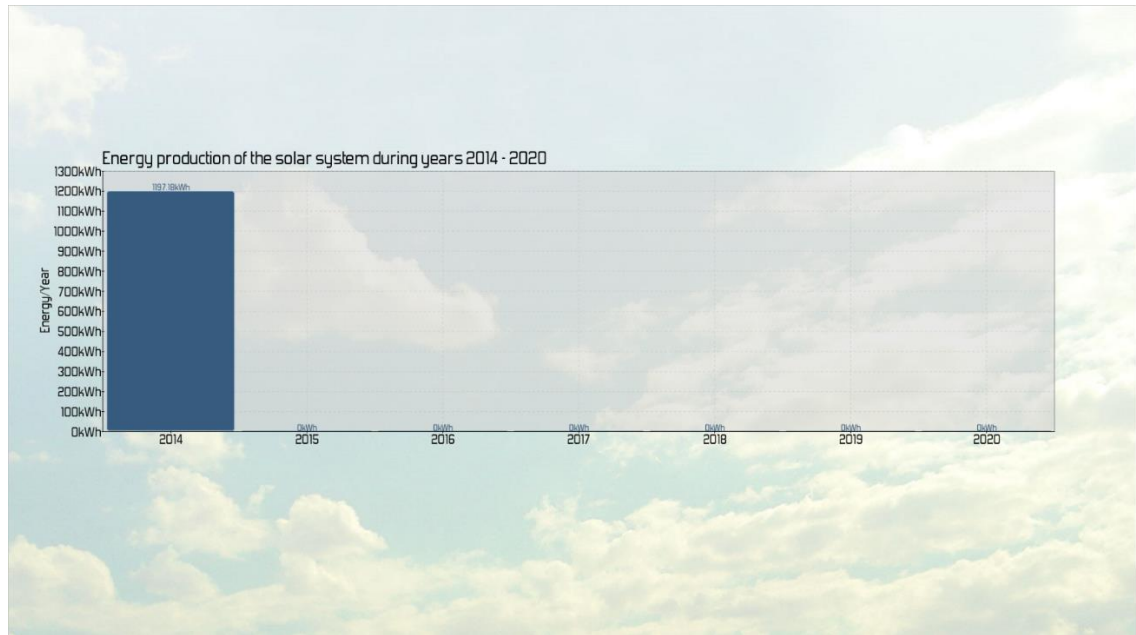 Energy production of the solar system during years 2014 - 2020
1300kWh
1200kWh
1197.18kWh
1100kWh
1000kWh
900kWh
800kWh
700kWh
600kWh
500kWh
400kWh
300kWh
200kWh
100kWh
0kWh
Energy/Year
0kWh 0kWh 0kWh 0kWh 0kWh 0kWh
2014 2015 2016 2017 2018 2019 2020